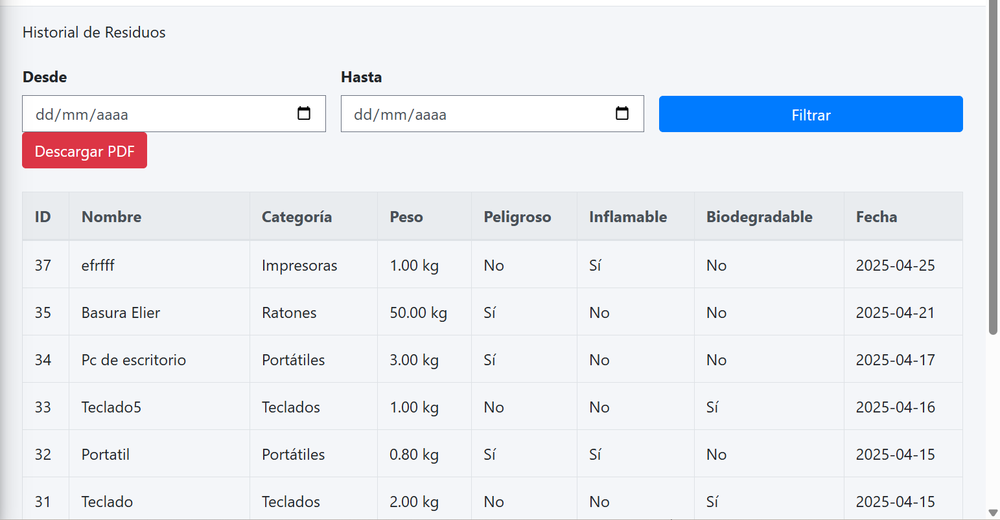 Historial de Residuos
Desde Hasta
dd/mm/aaaa dd/mm/aaaa Filtrar
Descargar PDF
ID Nombre Categoría Peso Peligroso Inflamable Biodegradable Fecha
37 efrfff Impresoras 1.00 kg No Sí No 2025-04-25
35 Basura Elier Ratones 50.00 kg Sí No No 2025-04-21
34 Pc de escritorio Portátiles 3.00 kg Sí No No 2025-04-17
33 Teclado5 Teclados 1.00 kg No No Sí 2025-04-16
32 Portatil Portátiles 0.80 kg Sí Sí No 2025-04-15
31 Teclado Teclados 2.00 kg No No Sí 2025-04-15